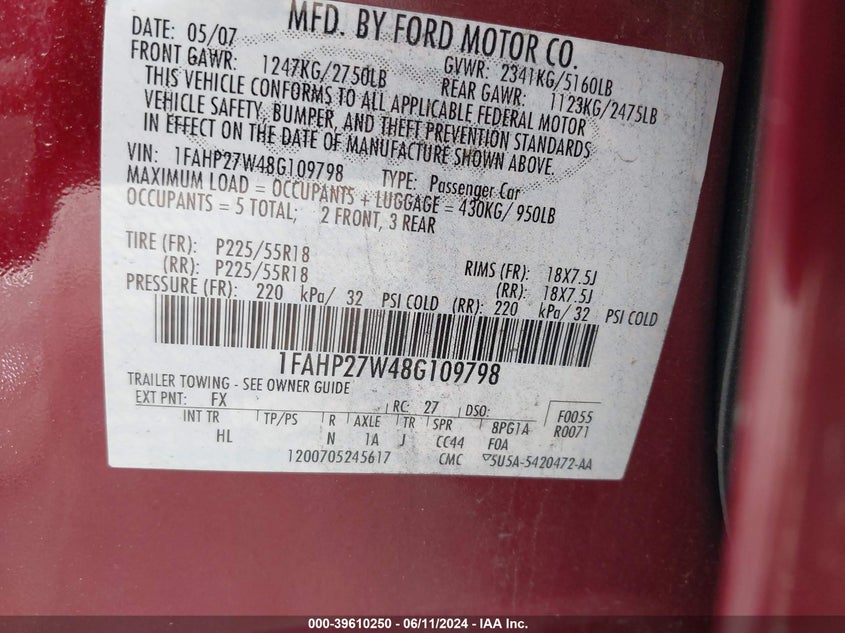 MFD. BY FORD MOTOR CO.
DATE: 05/07
FRONT GAWR: 1247KG/2750LB
GVWR: 2341KG/5160LB
REAR GAWR: 1123KG/2475LB
THIS VEHICLE CONFORMS TO ALL APPLICABLE FEDERAL MOTOR
VEHICLE SAFETY, BUMPER, AND THEFT PREVENTION STANDARDS
IN EFFECT ON THE DATE OF MANUFACTURE SHOWN ABOVE.
VIN: 1FAHP27W48G109798 TYPE: Passenger Car
MAXIMUM LOAD = OCCUPANTS + LUGGAGE = 430KG/ 950LB
OCCUPANTS = 5 TOTAL; 2 FRONT, 3 REAR
TIRE (FR): P225/55R18 RIMS (FR): 18X7.5J
(RR): P225/55R18 (RR): 18X7.5J
PRESSURE (FR): 220 kPa/ 32 PSI COLD (RR): 220 kPa/ 32 PSI COLD
1FAHP27W48G109798
TRAILER TOWING - SEE OWNER GUIDE
EXT PNT: FX RC: 27 DSO: F0055
INT TR TP/PS R AXLE TR SPR 8PG1A R0071
HL N 1A J CC44 F0A
1200705245617 CMC ▽5U5A-5420472-AA
000-39610250 - 06/11/2024 - IAA Inc.